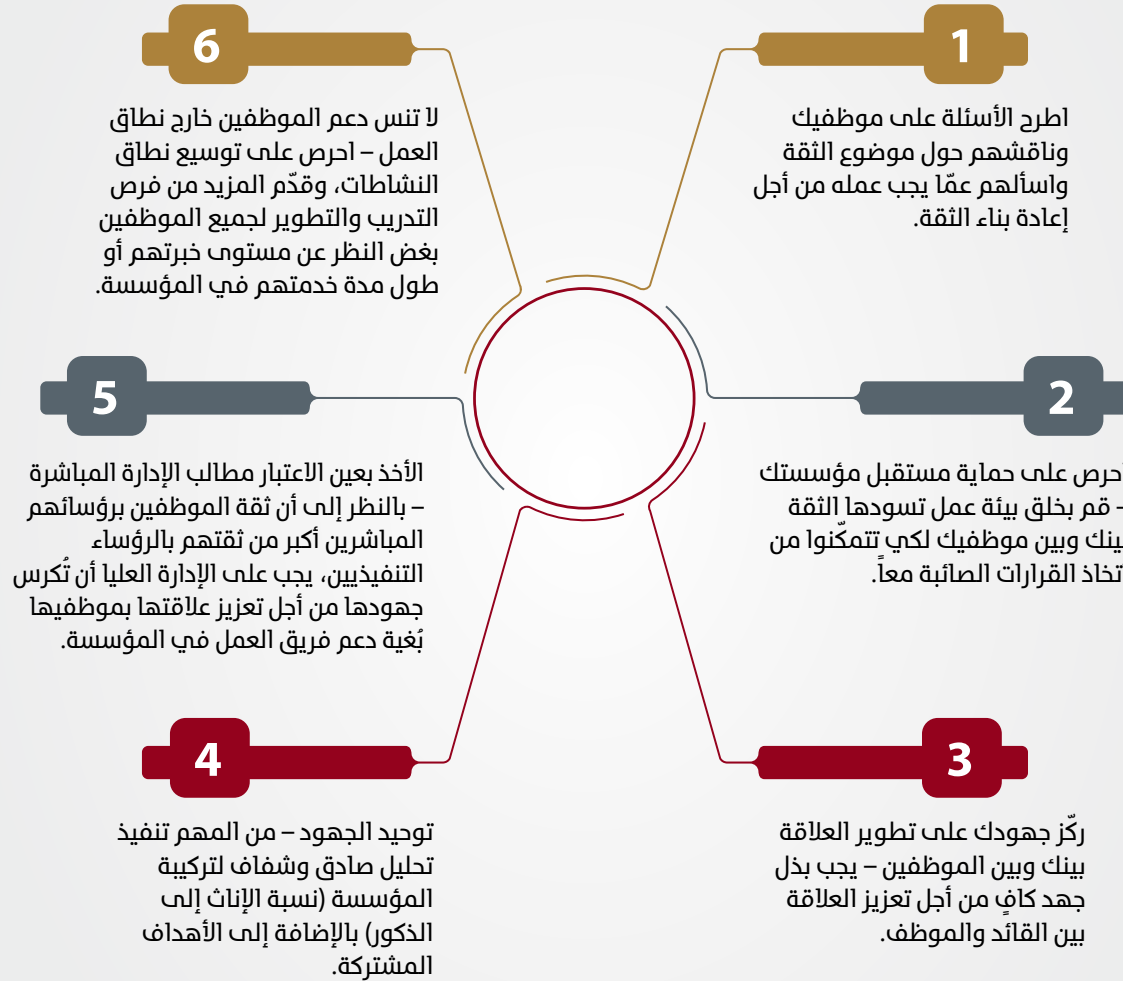 1
اطرح الأسئلة على موظفيك
وناقشهم حول موضوع الثقة
واسألهم عمّا يجب عمله من أجل
إعادة بناء الثقة.
2
احرص على حماية مستقبل مؤسستك
– قم بخلق بيئة عمل تسودها الثقة
بينك وبين موظفيك لكي تتمكّنوا من
اتخاذ القرارات الصائبة معاً.
3
ركّز جهودك على تطوير العلاقة
بينك وبين الموظفين – يجب بذل
جهد كافٍ من أجل تعزيز العلاقة
بين القائد والموظف.
4
توحيد الجهود – من المهم تنفيذ
تحليل صادق وشفاف لتركيبة
المؤسسة (نسبة الإناث إلى
الذكور) بالإضافة إلى الأهداف
المشتركة.
5
الأخذ بعين الاعتبار مطالب الإدارة المباشرة
– بالنظر إلى أن ثقة الموظفين برؤسائهم
المباشرين أكبر من ثقتهم بالرؤساء
التنفيذيين، يجب على الإدارة العليا أن تُكرس
جهودها من أجل تعزيز علاقتها بموظفيها
بُغية دعم فريق العمل في المؤسسة.
6
لا تنس دعم الموظفين خارج نطاق
العمل – احرص على توسيع نطاق
النشاطات، وقدّم المزيد من فرص
التدريب والتطوير لجميع الموظفين
بغض النظر عن مستوى خبرتهم أو
طول مدة خدمتهم في المؤسسة.